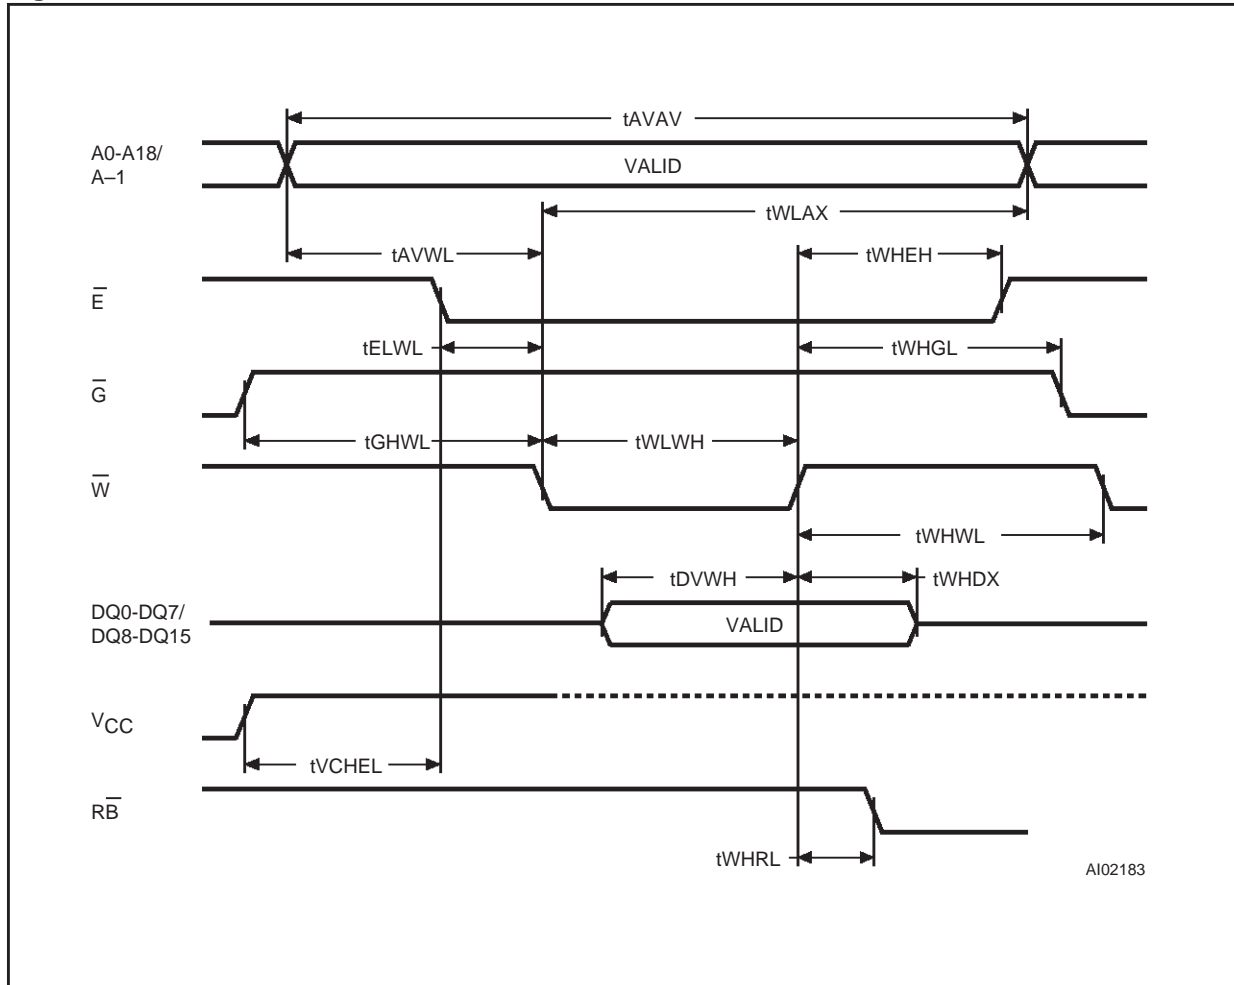 tAVAV
A0-A18/
A–1
VALID
tWLAX
tAVWL
tWHEH
E̅
tELWL
tWHGL
G̅
tGHWL
tWLWH
W̅
tWHWL
tDVWH
tWHDX
DQ0-DQ7/
DQ8-DQ15
VALID
VCC
tVCHEL
RB̅
tWHRL
AI02183